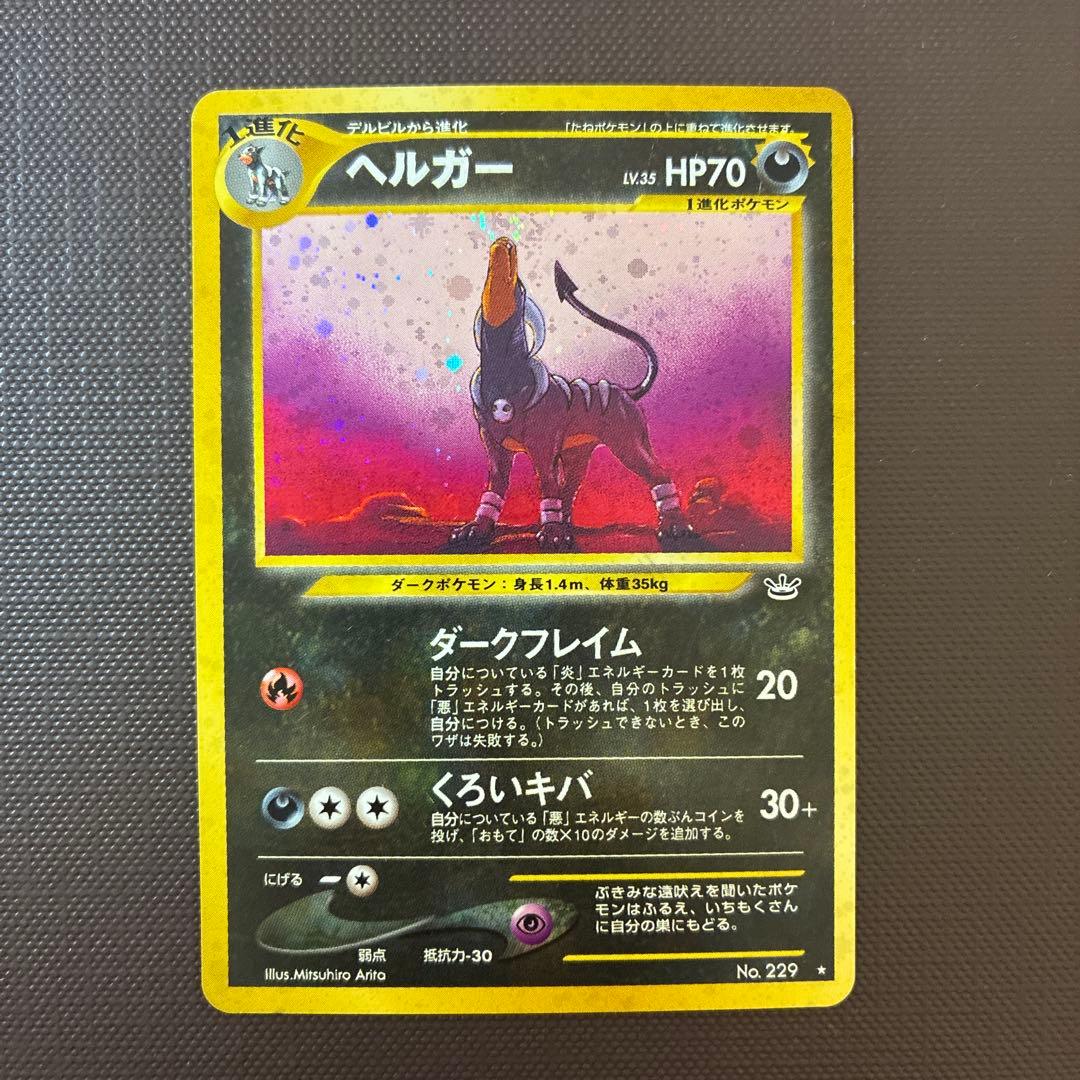 1進化
デルビルから進化
「たねポケモン」の上に重ねて進化させます。
ヘルガー
LV.35 HP70
1進化ポケモン
ダークポケモン：身長1.4m、体重35kg
ダークフレイム
自分についている「炎」エネルギーカードを1枚
トラッシュする。その後、自分のトラッシュに
「悪」エネルギーカードがあれば、1枚を選び出し、
自分につける。（トラッシュできないとき、この
ワザは失敗する。）
20
くろいキバ
自分についている「悪」エネルギーの数ぶんコインを
投げ、「おもて」の数×10のダメージを追加する。
30+
にげる
ぶきみな遠吠えを聞いたポケ
モンはふるえ、いちもくさん
に自分の巣にもどる。
弱点 抵抗力-30
Illus.Mitsuhiro Arita
No. 229 ★